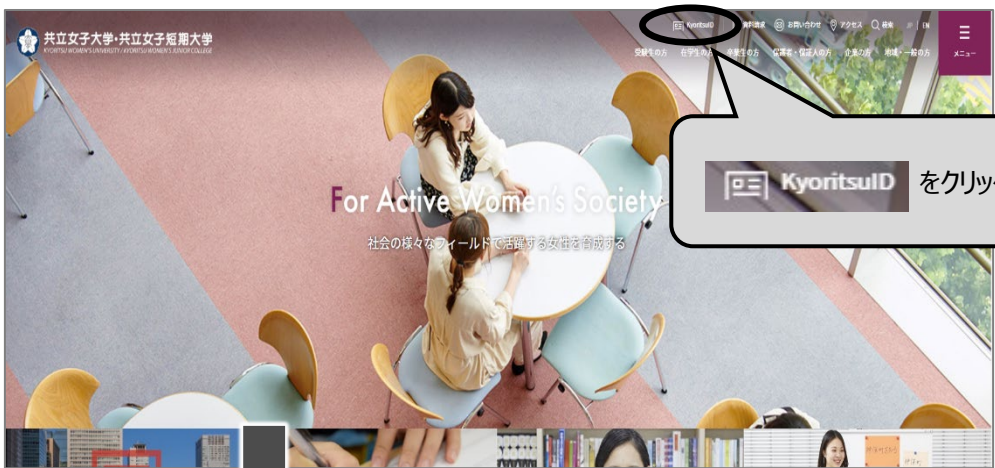 共立女子大学・共立女子短期大学
KYORITSU WOMEN'S UNIVERSITY / KYORITSU WOMEN'S JUNIOR COLLEGE
KyoritsuID 資料請求 お問い合わせ アクセス 検索 JP | EN
受験生の方 在学生の方 卒業生の方 保護者・保証人の方 企業の方 地域・一般の方
メニュー
KyoritsuID をクリッ
For Active Women's Society
社会の様々なフィールドで活躍する女性を育成する